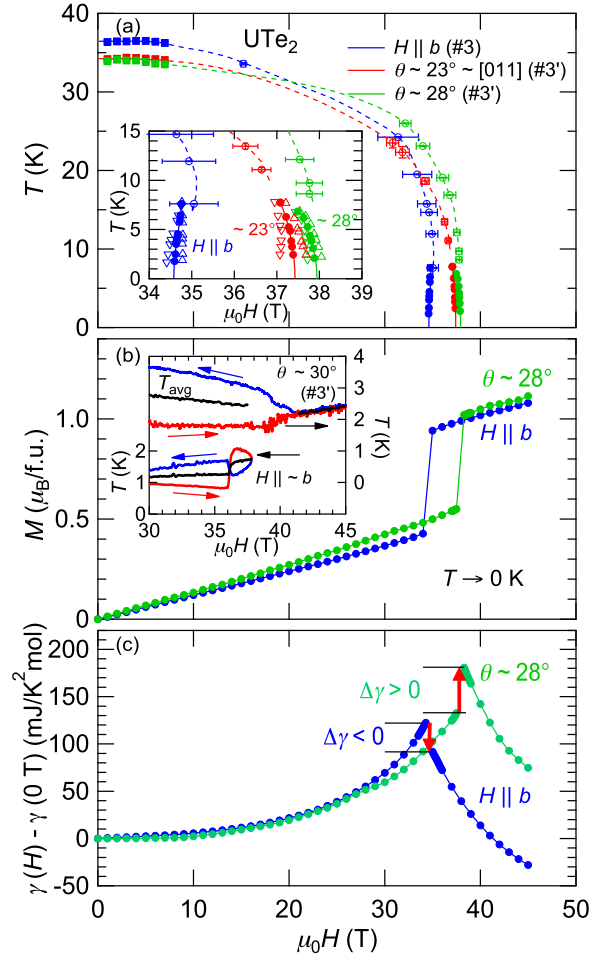 (a)
UTe2
H || b (#3)
θ ~ 23° ~ [011] (#3')
θ ~ 28° (#3')
40
30
20
10
0
T (K)
15
10
5
0
T (K)
~ 23°
~ 28°
H || b
34 35 36 37 38 39
μ0H (T)
(b)
θ ~ 30°
(#3')
Tavg
H || ~ b
2
1
0
T (K)
4
3
2
1
0
T (K)
30 35 40 45
μ0H (T)
θ ~ 28°
H || b
T → 0 K
1.0
0.5
0
M (μB/f.u.)
(c)
θ ~ 28°
Δγ > 0
Δγ < 0
H || b
200
150
100
50
0
-50
γ (H) - γ (0 T) (mJ/K2mol)
0 10 20 30 40 50
μ0H (T)